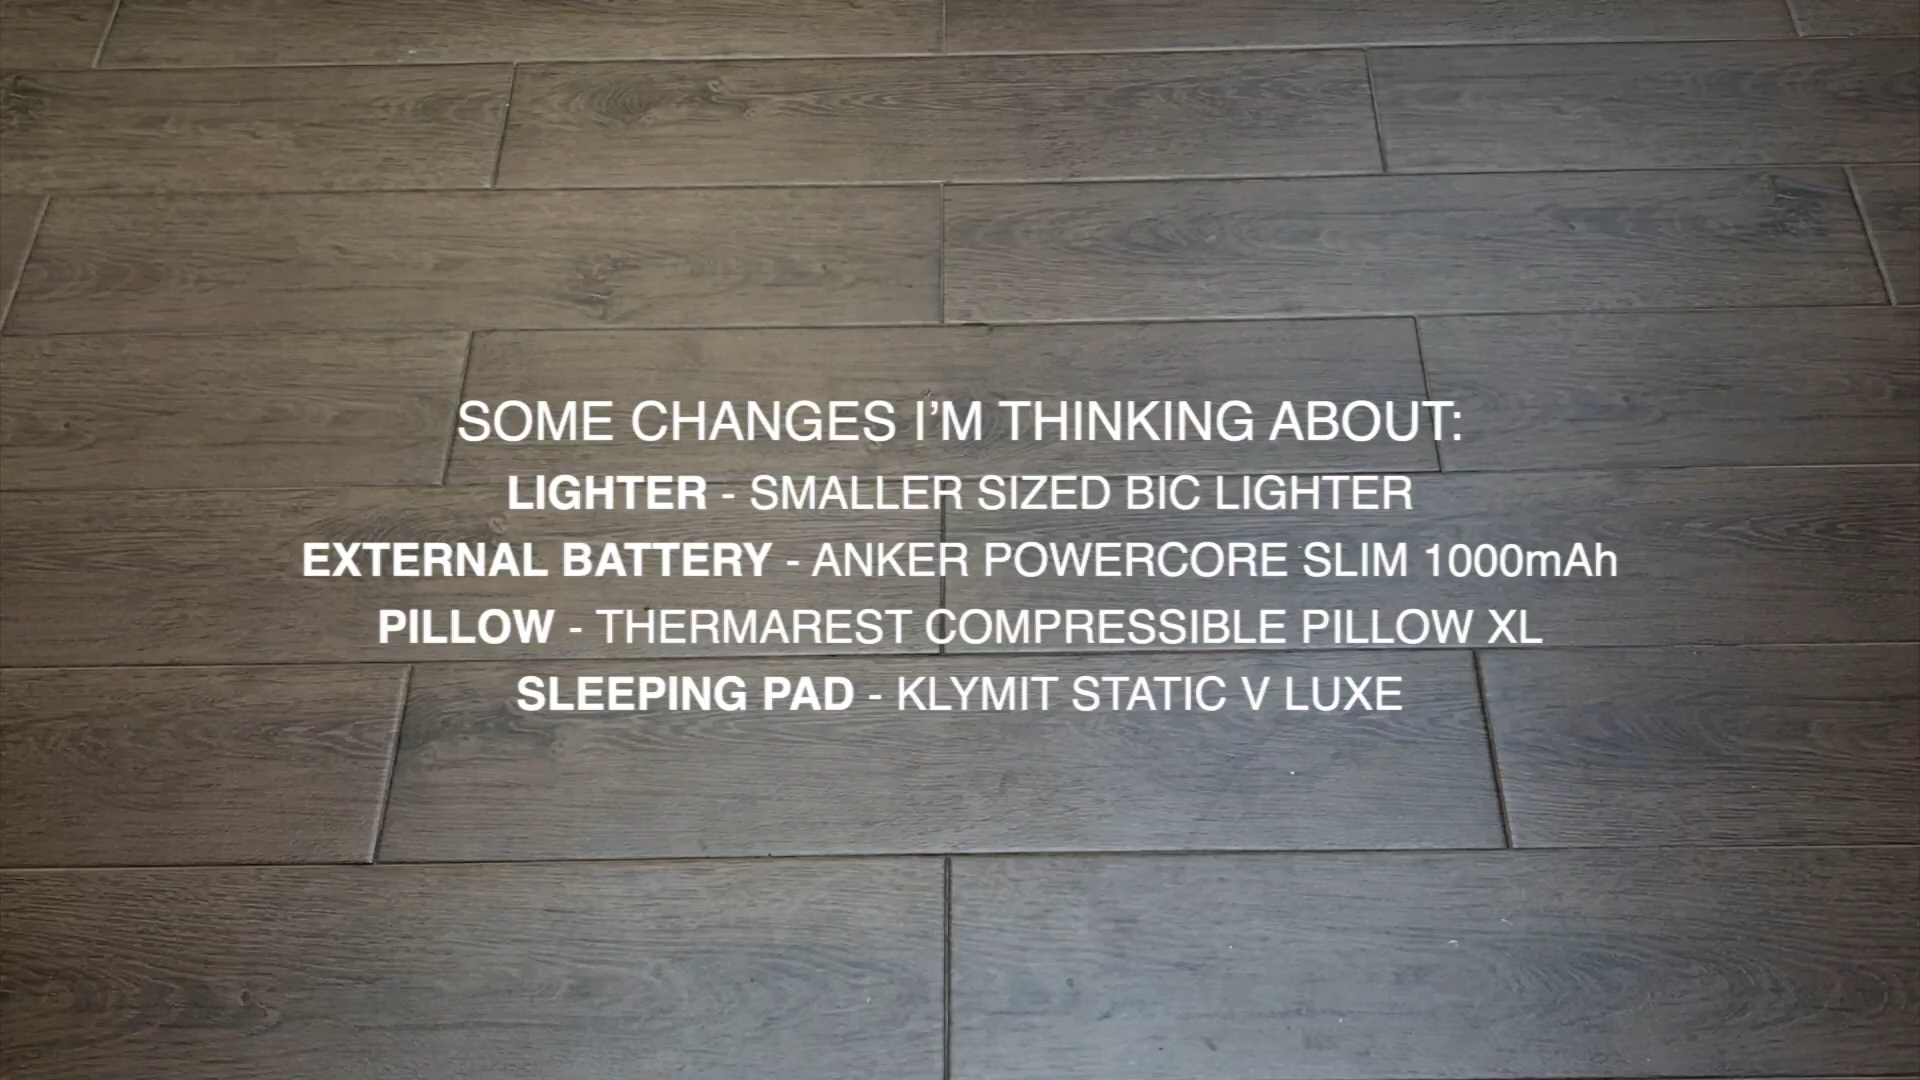 SOME CHANGES I'M THINKING ABOUT:
LIGHTER - SMALLER SIZED BIC LIGHTER
EXTERNAL BATTERY - ANKER POWERCORE SLIM 1000mAh
PILLOW - THERMAREST COMPRESSIBLE PILLOW XL
SLEEPING PAD - KLYMIT STATIC V LUXE